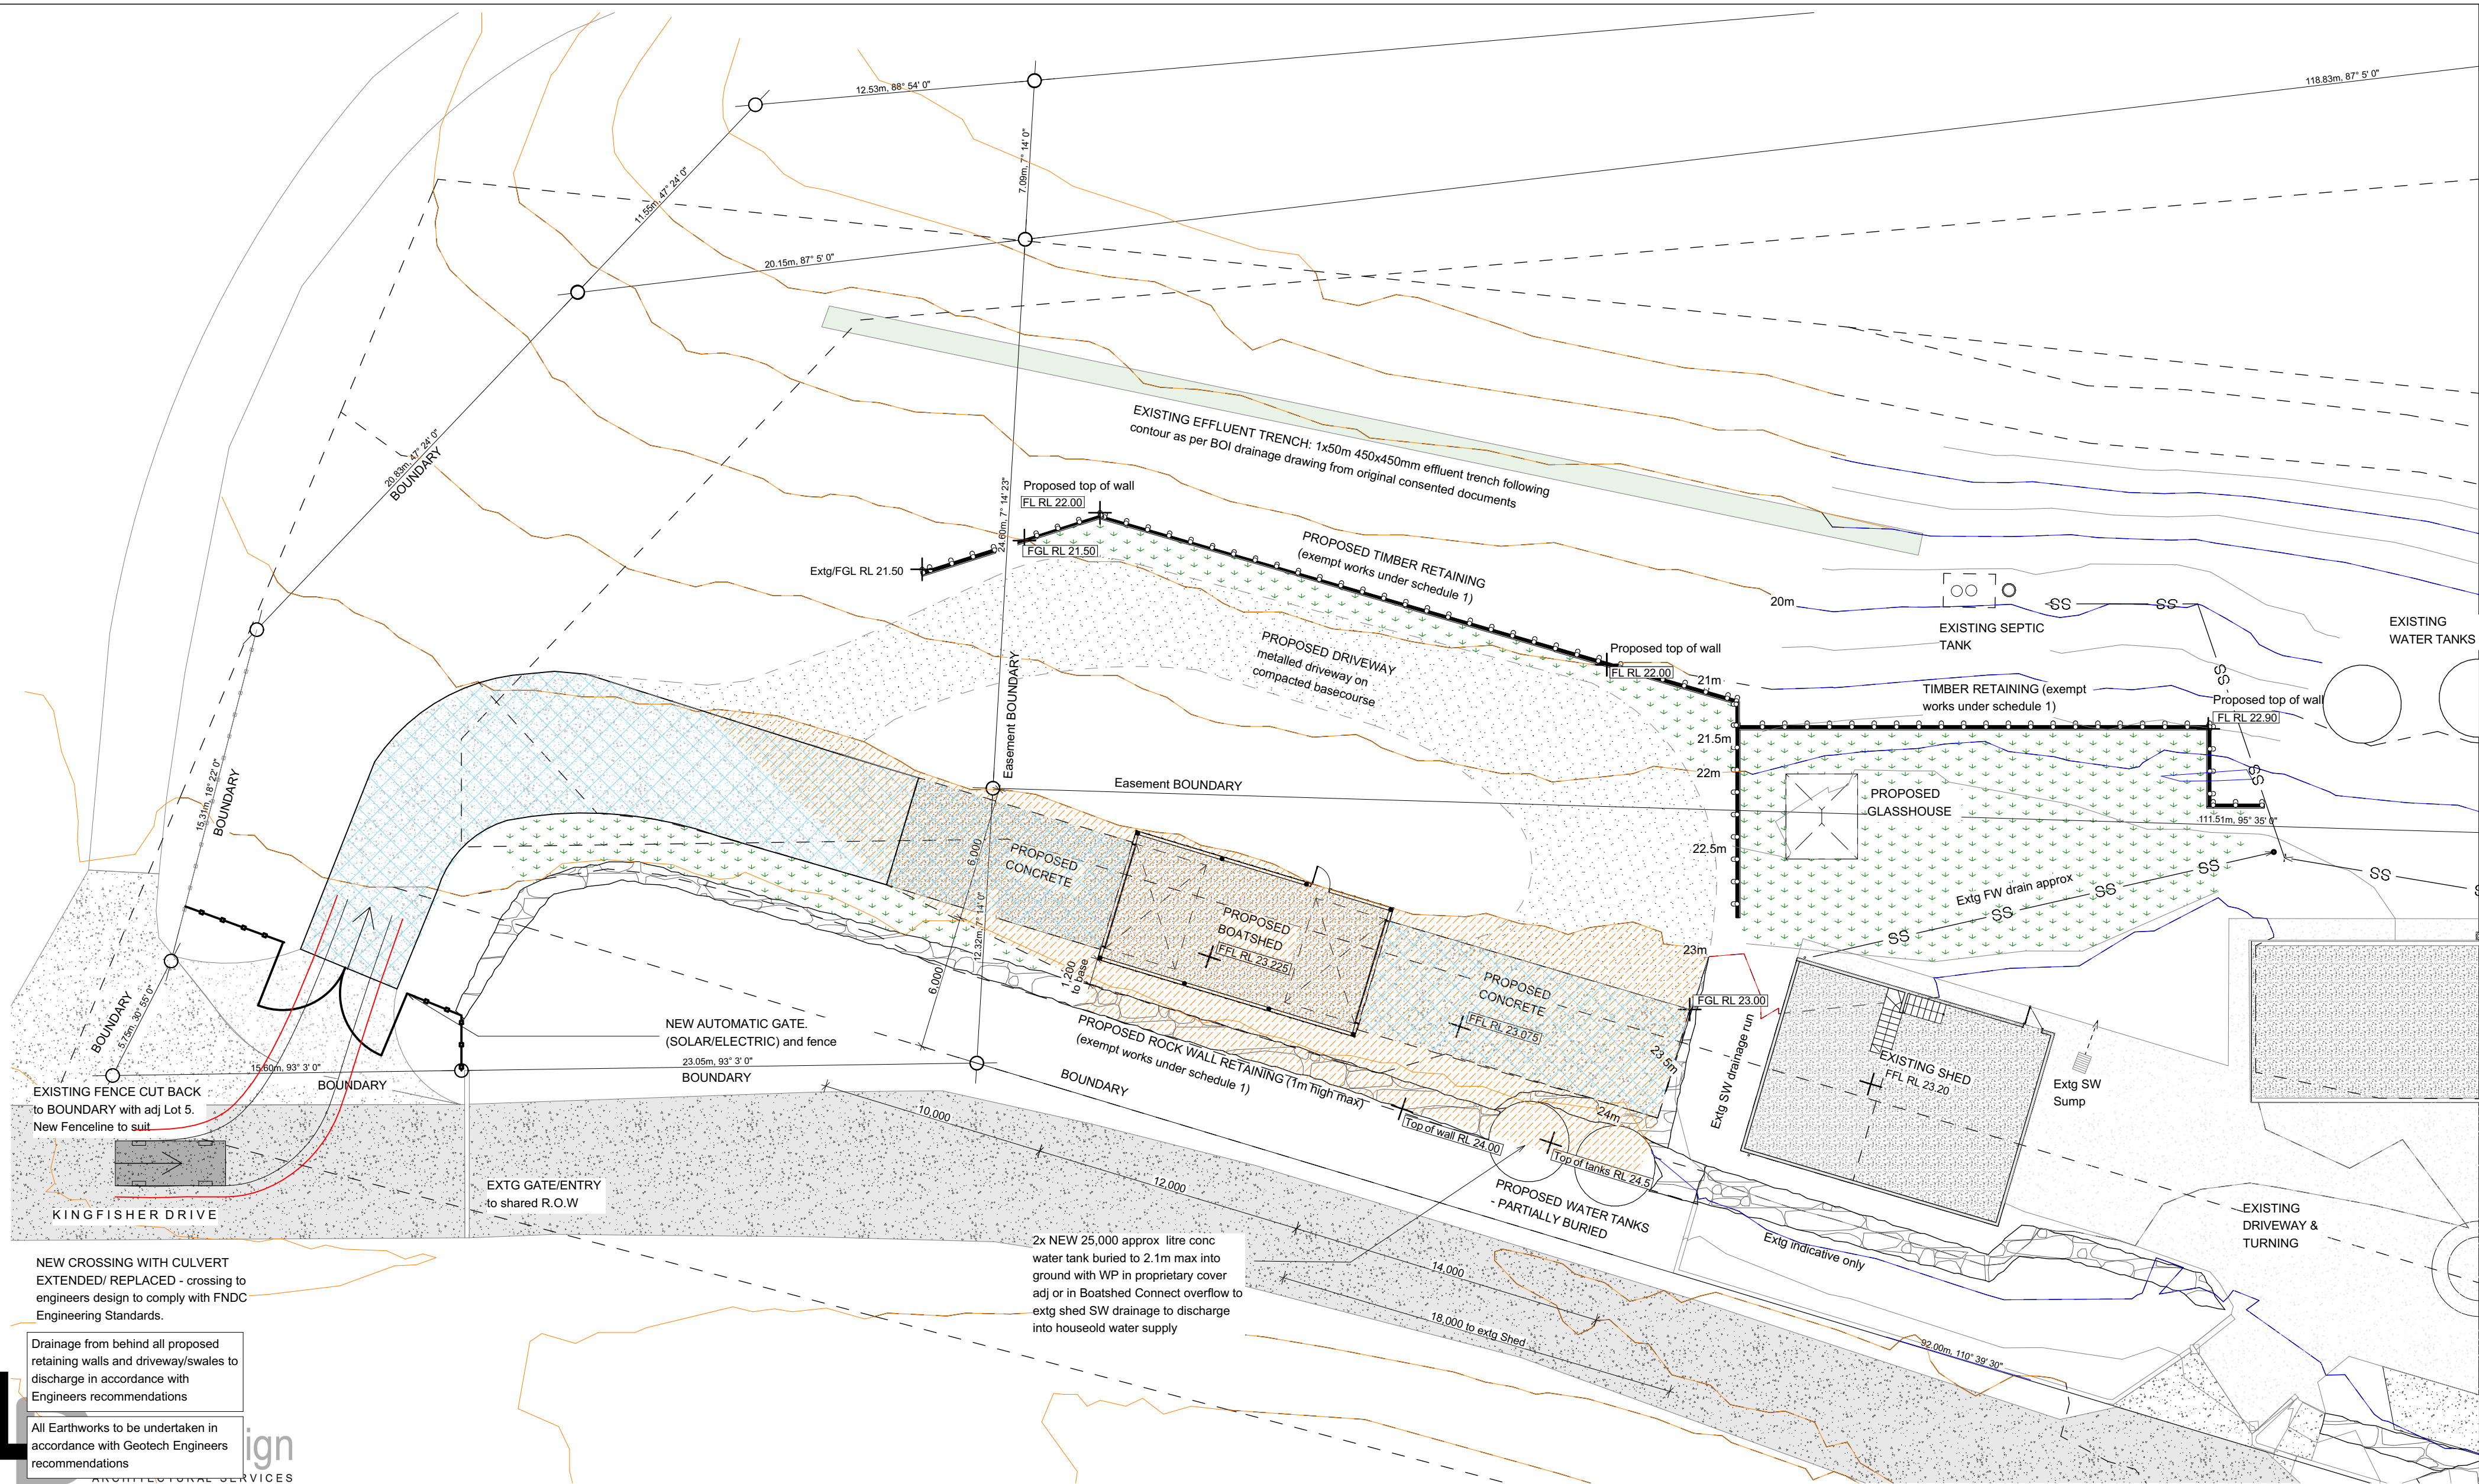 12.53m, 88° 54' 0"
118.83m, 87° 5' 0"
7.09m, 7° 14' 0"
11.55m, 47° 24' 0"
20.15m, 87° 5' 0"
20.83m, 47° 24' 0"
BOUNDARY
EXISTING EFFLUENT TRENCH: 1x50m 450x450mm effluent trench following
contour as per BOI drainage drawing from original consented documents
24.60m, 7° 14' 23"
Proposed top of wall
FL RL 22.00
FGL RL 21.50
Extg/FGL RL 21.50
PROPOSED TIMBER RETAINING
(exempt works under schedule 1)
20m
SS
SS
EXISTING SEPTIC
TANK
EXISTING
WATER TANKS
PROPOSED DRIVEWAY
metalled driveway on
compacted basecourse
Proposed top of wall
FL RL 22.00
21m
SS
TIMBER RETAINING (exempt
works under schedule 1)
Proposed top of wall
FL RL 22.90
Easement BOUNDARY
21.5m
22m
SS
15.31m, 18° 22' 0"
BOUNDARY
Easement BOUNDARY
PROPOSED
GLASSHOUSE
111.51m, 95° 35' 0"
22.5m
6,000
PROPOSED
CONCRETE
SS
SS
SS
SS
SS
Extg FW drain approx
12.32m, 7° 14' 0"
PROPOSED
BOATSHED
FFL RL 23.225
23m
6,000
1,200
to base
PROPOSED
CONCRETE
FFL RL 23.075
FGL RL 23.00
BOUNDARY
5.75m, 30° 55' 0"
NEW AUTOMATIC GATE.
(SOLAR/ELECTRIC) and fence
PROPOSED ROCK WALL RETAINING (1m high max)
(exempt works under schedule 1)
23.5m
Extg SW drainage run
EXISTING SHED
FFL RL 23.20
Extg SW
Sump
15.60m, 93° 3' 0"
BOUNDARY
23.05m, 93° 3' 0"
BOUNDARY
BOUNDARY
EXISTING FENCE CUT BACK
to BOUNDARY with adj Lot 5.
New Fenceline to suit
10,000
24m
Top of wall RL 24.00
Top of tanks RL 24.5
KINGFISHER DRIVE
EXTG GATE/ENTRY
to shared R.O.W
12,000
PROPOSED WATER TANKS
- PARTIALLY BURIED
EXISTING
DRIVEWAY &
TURNING
NEW CROSSING WITH CULVERT
EXTENDED/ REPLACED - crossing to
engineers design to comply with FNDC
Engineering Standards.
2x NEW 25,000 approx litre conc
water tank buried to 2.1m max into
ground with WP in proprietary cover
adj or in Boatshed Connect overflow to
extg shed SW drainage to discharge
into houseold water supply
14,000
Extg indicative only
18,000 to extg Shed
92.00m, 110° 39' 30"
Drainage from behind all proposed
retaining walls and driveway/swales to
discharge in accordance with
Engineers recommendations
All Earthworks to be undertaken in
accordance with Geotech Engineers
recommendations
ign
ARCHITECTURAL SERVICES